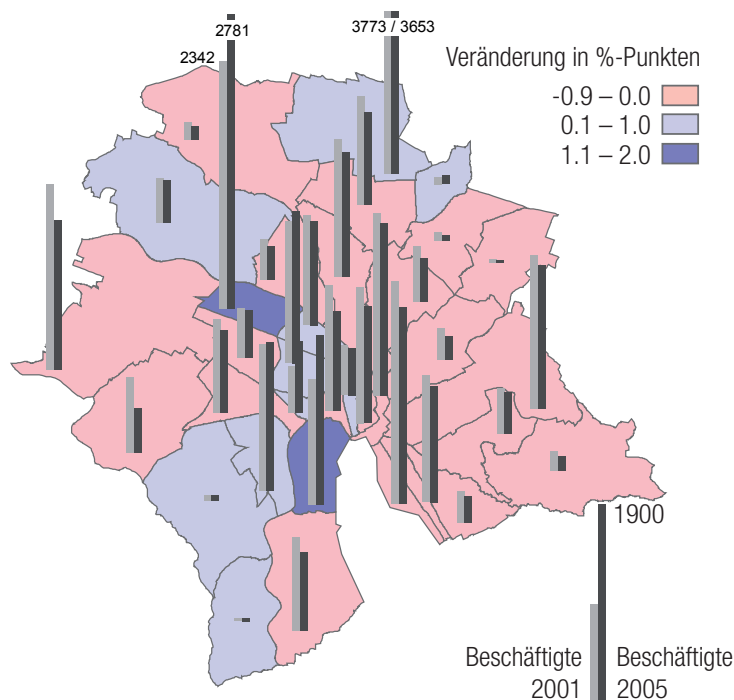 2781
2342
3773 / 3653
Veränderung in %-Punkten
-0.9 – 0.0
0.1 – 1.0
1.1 – 2.0
1900
Beschäftigte 2001
Beschäftigte 2005